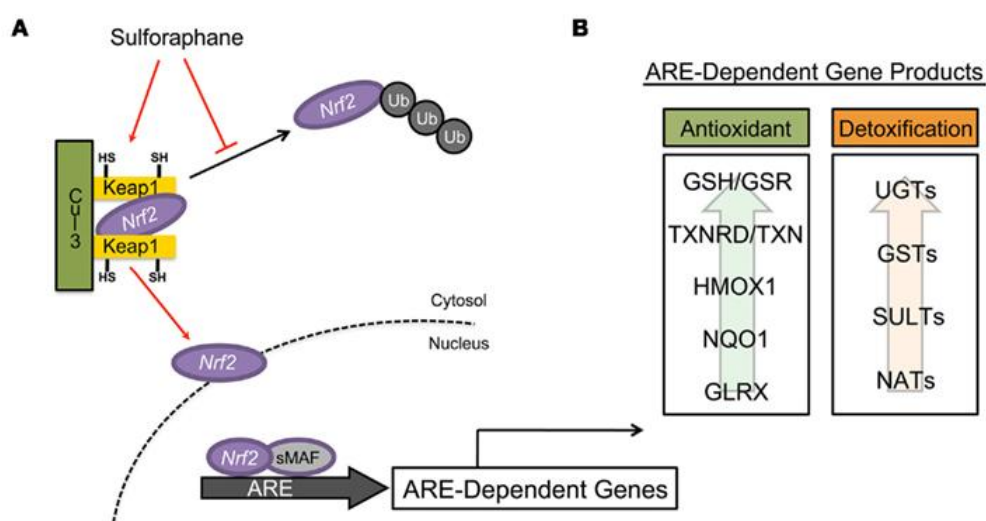 A
Sulforaphane
Nrf2
Ub
Ub
Ub
HS
SH
Keap1
Cul-3
Nrf2
Keap1
HS
SH
Cytosol
Nucleus
Nrf2
Nrf2
sMAF
ARE
ARE-Dependent Genes
B
ARE-Dependent Gene Products
Antioxidant
GSH/GSR
TXNRD/TXN
HMOX1
NQO1
GLRX
Detoxification
UGTs
GSTs
SULTs
NATs